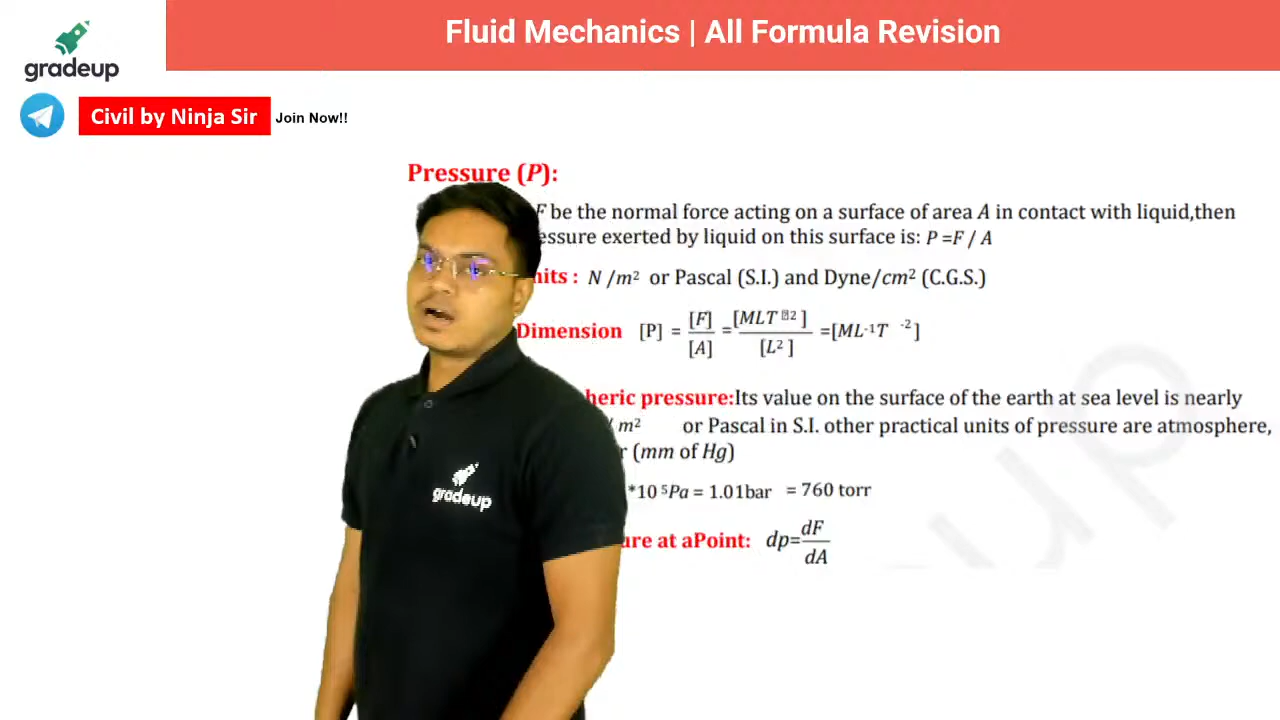 Fluid Mechanics | All Formula Revision
gradeup
Civil by Ninja Sir Join Now!!
Pressure (P):
F be the normal force acting on a surface of area A in contact with liquid,then
essure exerted by liquid on this surface is: P =F / A
nits : N /m² or Pascal (S.I.) and Dyne/cm² (C.G.S.)
Dimension [P] = [F]/[A] =[MLT 2]/[L²] =[ML-1T -2]
heric pressure:Its value on the surface of the earth at sea level is nearly
/ m² or Pascal in S.I. other practical units of pressure are atmosphere,
r (mm of Hg)
*10 ⁵Pa = 1.01bar = 760 torr
ure at aPoint: dp=dF/dA
gradeup
up